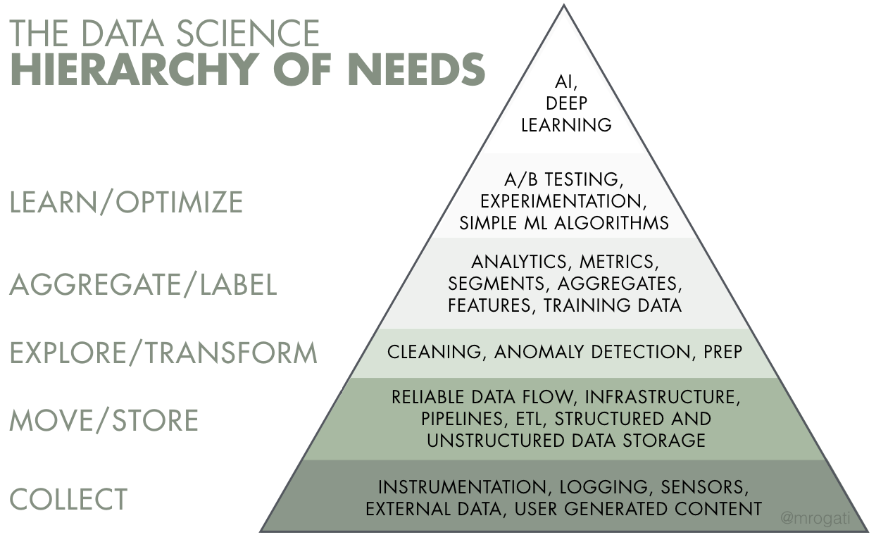 THE DATA SCIENCE
HIERARCHY OF NEEDS
AI,
DEEP
LEARNING
LEARN/OPTIMIZE
A/B TESTING,
EXPERIMENTATION,
SIMPLE ML ALGORITHMS
AGGREGATE/LABEL
ANALYTICS, METRICS,
SEGMENTS, AGGREGATES,
FEATURES, TRAINING DATA
EXPLORE/TRANSFORM
CLEANING, ANOMALY DETECTION, PREP
MOVE/STORE
RELIABLE DATA FLOW, INFRASTRUCTURE,
PIPELINES, ETL, STRUCTURED AND
UNSTRUCTURED DATA STORAGE
COLLECT
INSTRUMENTATION, LOGGING, SENSORS,
EXTERNAL DATA, USER GENERATED CONTENT
@mrogati